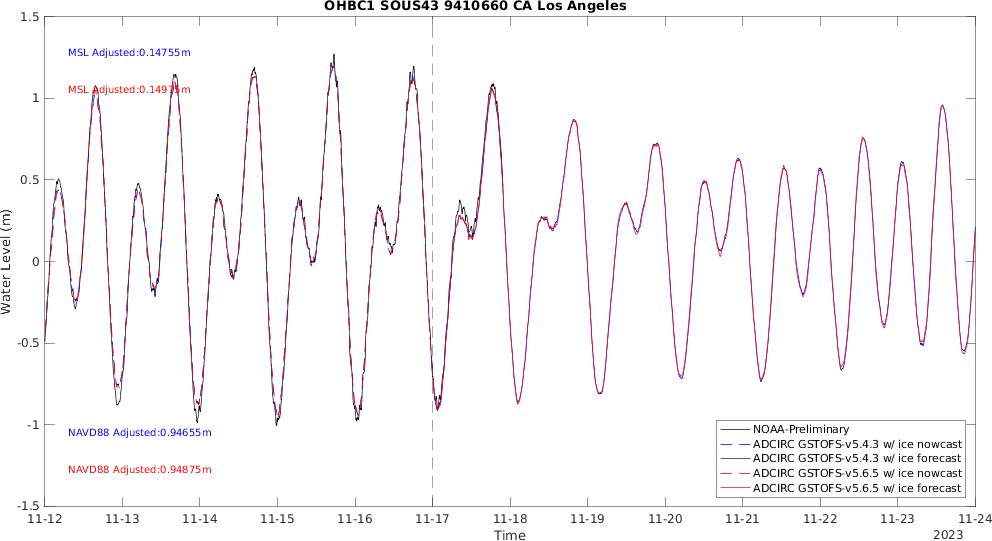 OHBC1 SOUS43 9410660 CA Los Angeles
1.5
MSL Adjusted:0.14755m
MSL Adjusted:0.14975m
1
0.5
0
-0.5
-1
-1.5
Water Level (m)
NAVD88 Adjusted:0.94655m
NAVD88 Adjusted:0.94875m
NOAA-Preliminary
ADCIRC GSTOFS-v5.4.3 w/ ice nowcast
ADCIRC GSTOFS-v5.4.3 w/ ice forecast
ADCIRC GSTOFS-v5.6.5 w/ ice nowcast
ADCIRC GSTOFS-v5.6.5 w/ ice forecast
11-12 11-13 11-14 11-15 11-16 11-17 11-18 11-19 11-20 11-21 11-22 11-23 11-24
Time
2023